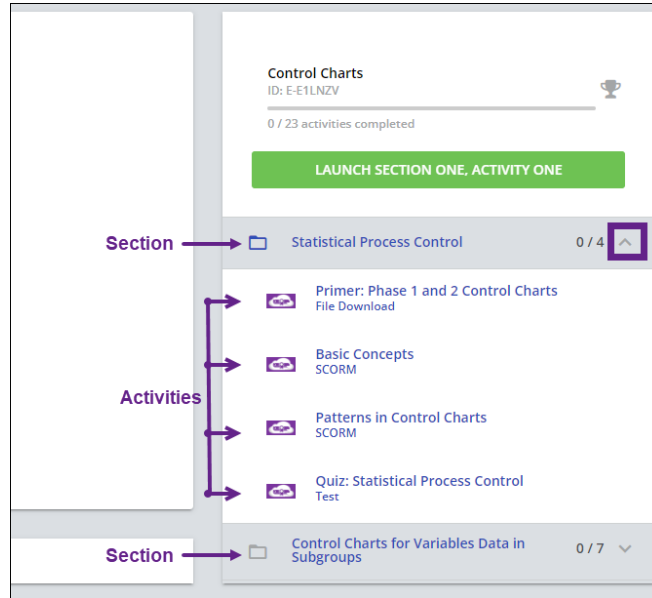 Control Charts
ID: E-E1LNZV
0 / 23 activities completed
LAUNCH SECTION ONE, ACTIVITY ONE
Section
Statistical Process Control
0 / 4
Primer: Phase 1 and 2 Control Charts
File Download
Basic Concepts
SCORM
Activities
Patterns in Control Charts
SCORM
Quiz: Statistical Process Control
Test
Section
Control Charts for Variables Data in
Subgroups
0 / 7